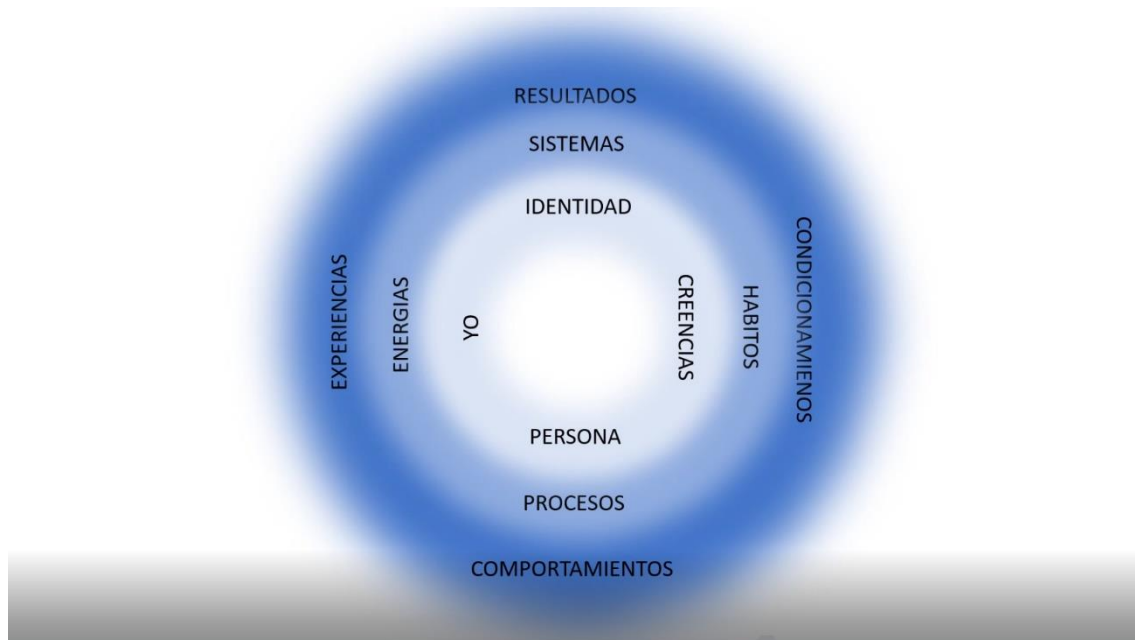 RESULTADOS
SISTEMAS
IDENTIDAD
EXPERIENCIAS
ENERGIAS
YO
CREENCIAS
HABITOS
CONDICIONAMIENOS
PERSONA
PROCESOS
COMPORTAMIENTOS